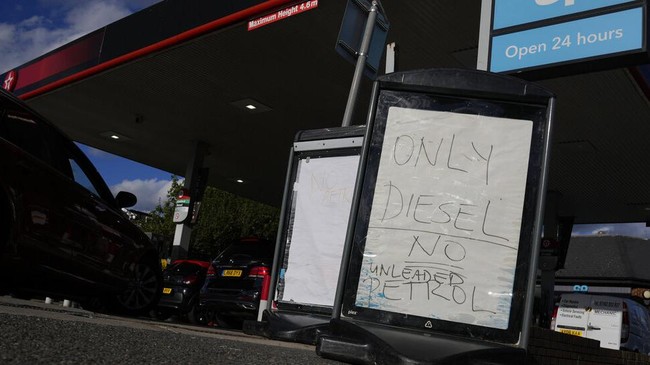 Maximum Height 4.6m
Open 24 hours
ONLY
DIESEL
NO
UNLEADED
PETROL